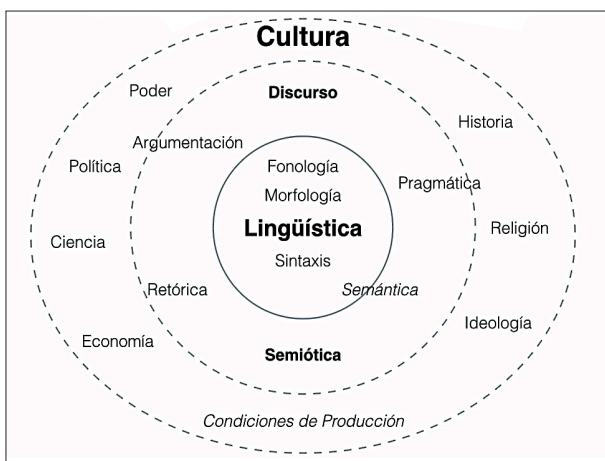 Cultura
Poder
Discurso
Historia
Argumentación
Fonología
Política
Pragmática
Morfología
Lingüística
Religión
Ciencia
Sintaxis
Retórica
Semántica
Ideología
Economía
Semiótica
Condiciones de Producción